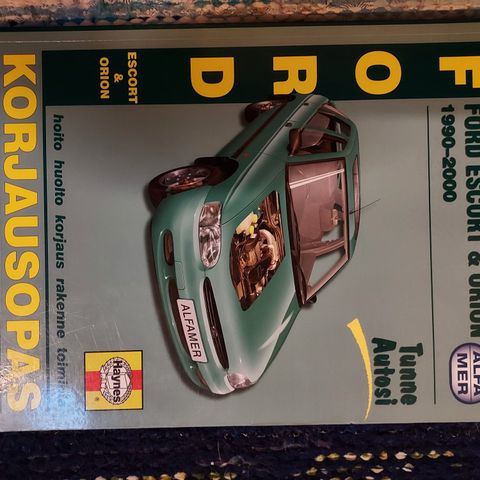 FORD
FORD ESCORT & ORION
1990-2000
ALFA
MER
Tunne
Autosi
ALFAMER
ESCORT
&
ORION
hoito huolto korjaus rakenne
Haynes
®
KORJAUSOPAS